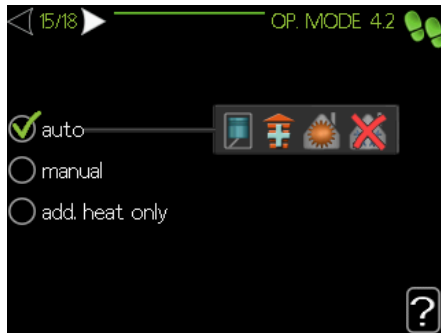 15/18
OP. MODE 4.2
auto
manual
add. heat only
?